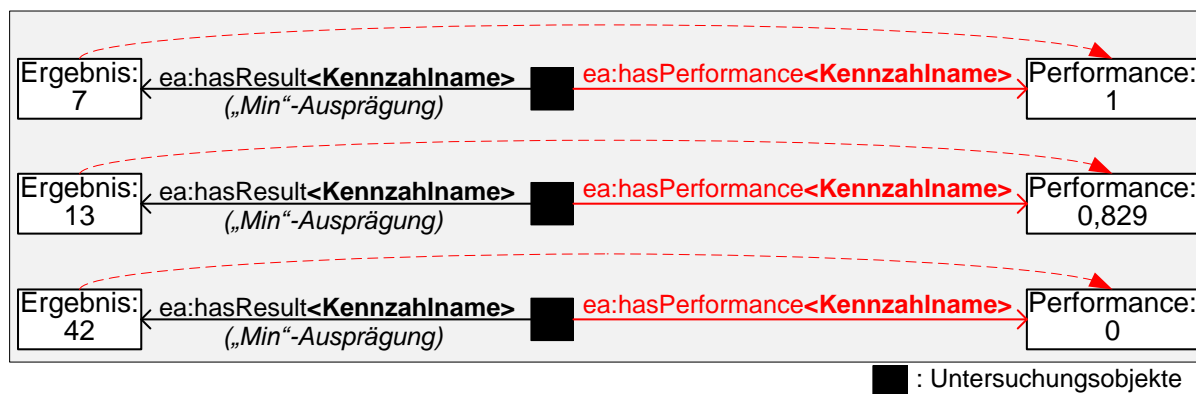 Ergebnis:
7
ea:hasResult<Kennzahlname>
(„Min“-Ausprägung)
ea:hasPerformance<Kennzahlname>
Performance:
1
Ergebnis:
13
ea:hasResult<Kennzahlname>
(„Min“-Ausprägung)
ea:hasPerformance<Kennzahlname>
Performance:
0,829
Ergebnis:
42
ea:hasResult<Kennzahlname>
(„Min“-Ausprägung)
ea:hasPerformance<Kennzahlname>
Performance:
0
: Untersuchungsobjekte